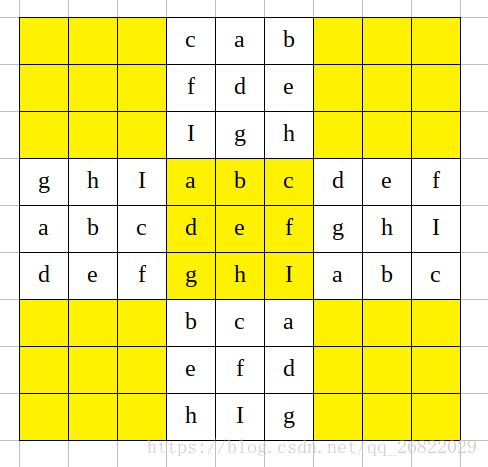 c a b
f d e
I g h
g h I a b c d e f
a b c d e f g h I
d e f g h I a b c
b c a
e f d
h I g
https://blog.csdn.net/qq_26822029